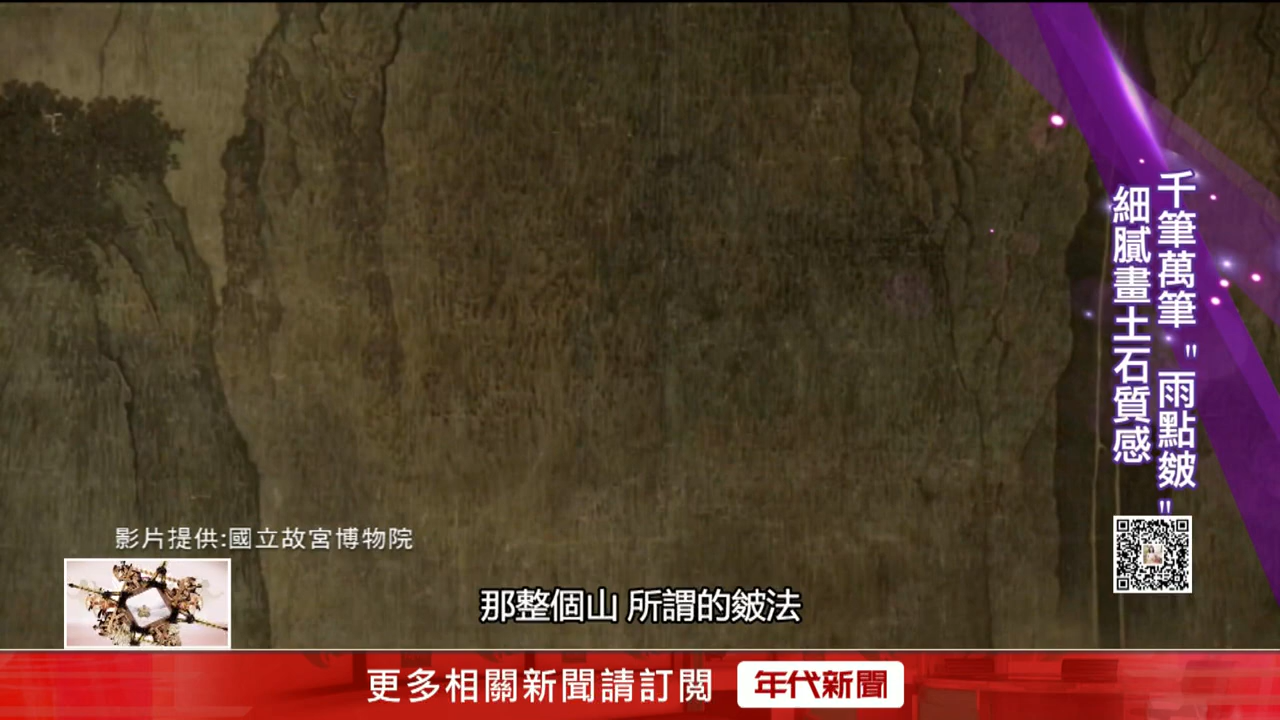 千筆萬筆"雨點皴"
細膩畫土石質感
影片提供:國立故宮博物院
那整個山 所謂的皴法
更多相關新聞請訂閱
年代新聞